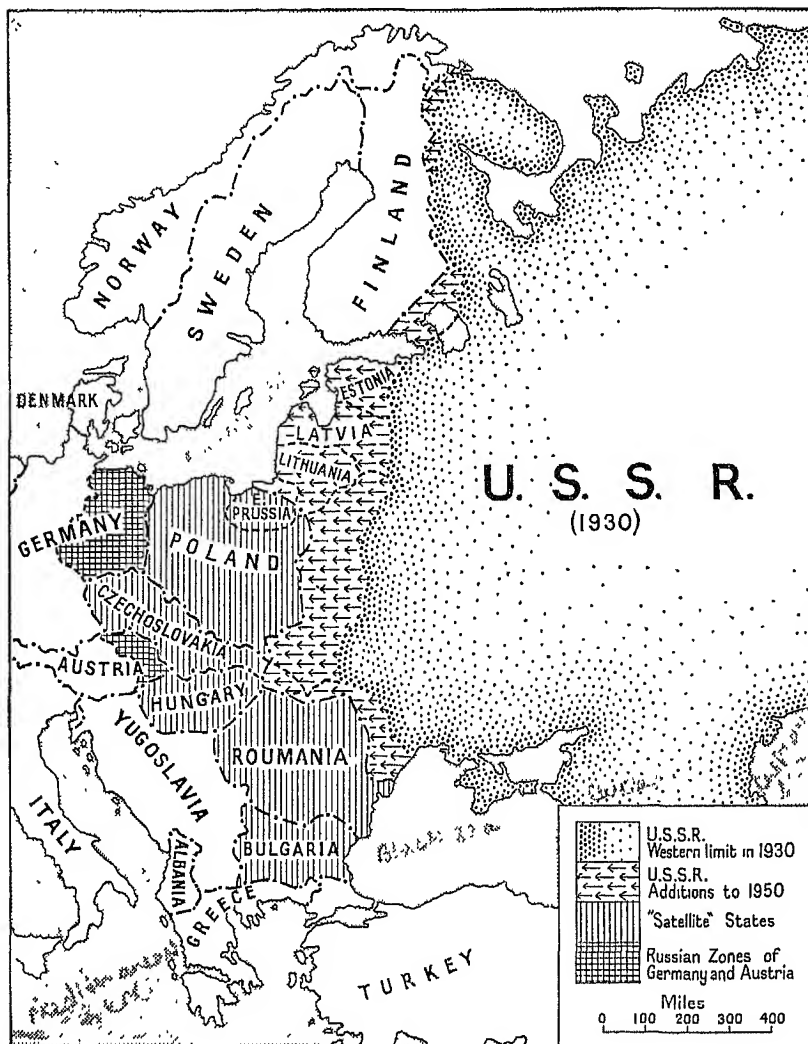 NORWAY
SWEDEN
FINLAND
DENMARK
ESTONIA
LATVIA
LITHUANIA
E. PRUSSIA
U. S. S. R.
(1930)
GERMANY
POLAND
CZECHOSLOVAKIA
AUSTRIA
HUNGARY
YUGOSLAVIA
ROUMANIA
ITALY
BULGARIA
Black Sea
ALBANIA
GREECE
TURKEY
U.S.S.R.
Western limit in 1930
U.S.S.R.
Additions to 1950
"Satellite" States
Russian Zones of
Germany and Austria
Miles
0 100 200 300 400